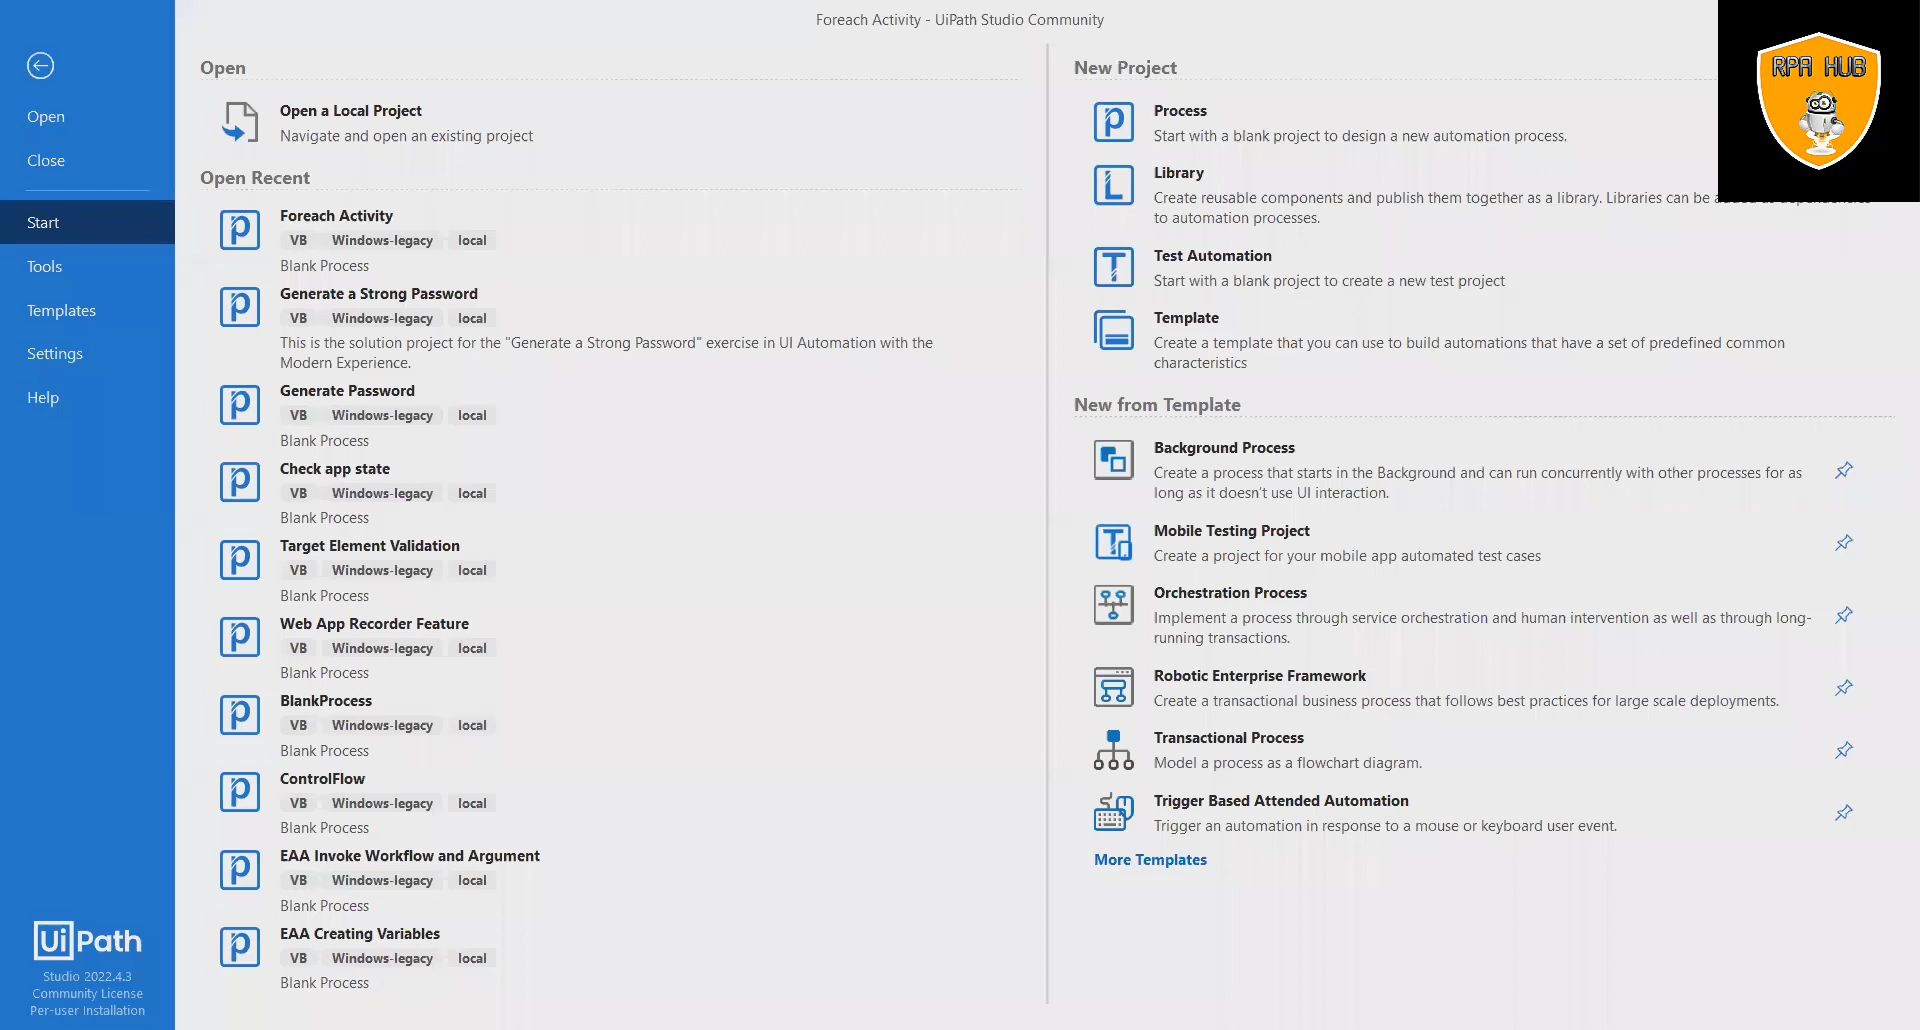 Foreach Activity - UiPath Studio Community
RPA HUB
Open
Close
Start
Tools
Templates
Settings
Help
UiPath
Studio 2022.4.3
Community License
Per-user Installation
Open
Open a Local Project
Navigate and open an existing project
Open Recent
Foreach Activity
VB Windows-legacy local
Blank Process
Generate a Strong Password
VB Windows-legacy local
This is the solution project for the "Generate a Strong Password" exercise in UI Automation with the
Modern Experience.
Generate Password
VB Windows-legacy local
Blank Process
Check app state
VB Windows-legacy local
Blank Process
Target Element Validation
VB Windows-legacy local
Blank Process
Web App Recorder Feature
VB Windows-legacy local
Blank Process
BlankProcess
VB Windows-legacy local
Blank Process
ControlFlow
VB Windows-legacy local
Blank Process
EAA Invoke Workflow and Argument
VB Windows-legacy local
Blank Process
EAA Creating Variables
VB Windows-legacy local
Blank Process
New Project
Process
Start with a blank project to design a new automation process.
Library
Create reusable components and publish them together as a library. Libraries can be
to automation processes.
Test Automation
Start with a blank project to create a new test project
Template
Create a template that you can use to build automations that have a set of predefined common
characteristics
New from Template
Background Process
Create a process that starts in the Background and can run concurrently with other processes for as
long as it doesn't use UI interaction.
Mobile Testing Project
Create a project for your mobile app automated test cases
Orchestration Process
Implement a process through service orchestration and human intervention as well as through long-
running transactions.
Robotic Enterprise Framework
Create a transactional business process that follows best practices for large scale deployments.
Transactional Process
Model a process as a flowchart diagram.
Trigger Based Attended Automation
Trigger an automation in response to a mouse or keyboard user event.
More Templates